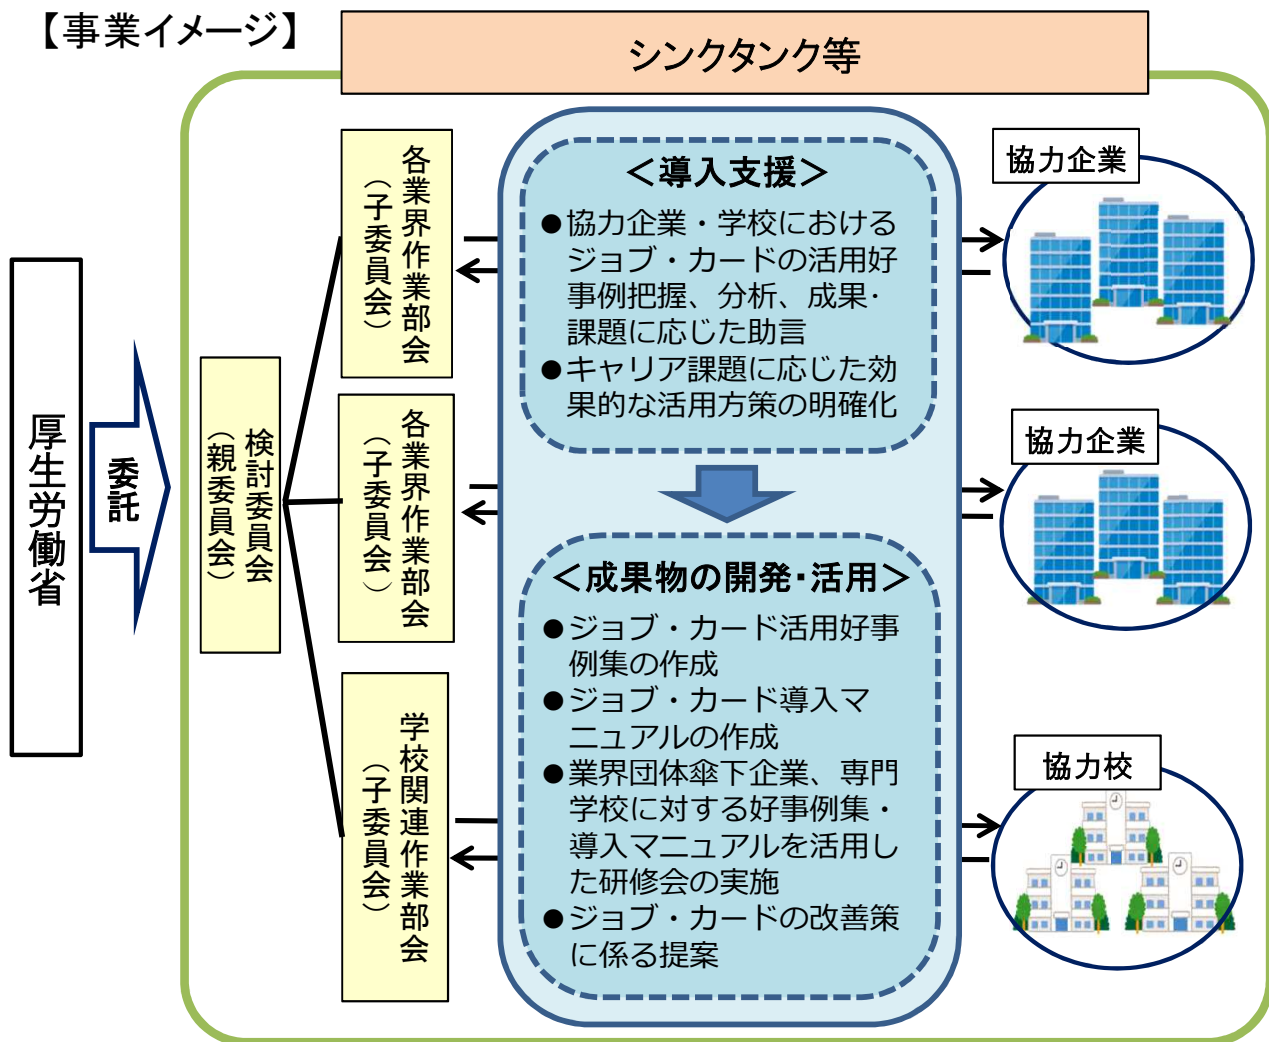 【事業イメージ】
シンクタンク等
厚生労働省
委託
検討委員会
（親委員会）
各業界作業部会
（子委員会）
各業界作業部会
（子委員会）
学校関連作業部会
（子委員会）
＜導入支援＞
●協力企業・学校における
ジョブ・カードの活用好
事例把握、分析、成果・
課題に応じた助言
●キャリア課題に応じた効
果的な活用方策の明確化
＜成果物の開発・活用＞
●ジョブ・カード活用好事
例集の作成
●ジョブ・カード導入マ
ニュアルの作成
●業界団体傘下企業、専門
学校に対する好事例集・
導入マニュアルを活用し
た研修会の実施
●ジョブ・カードの改善策
に係る提案
協力企業
協力企業
協力校